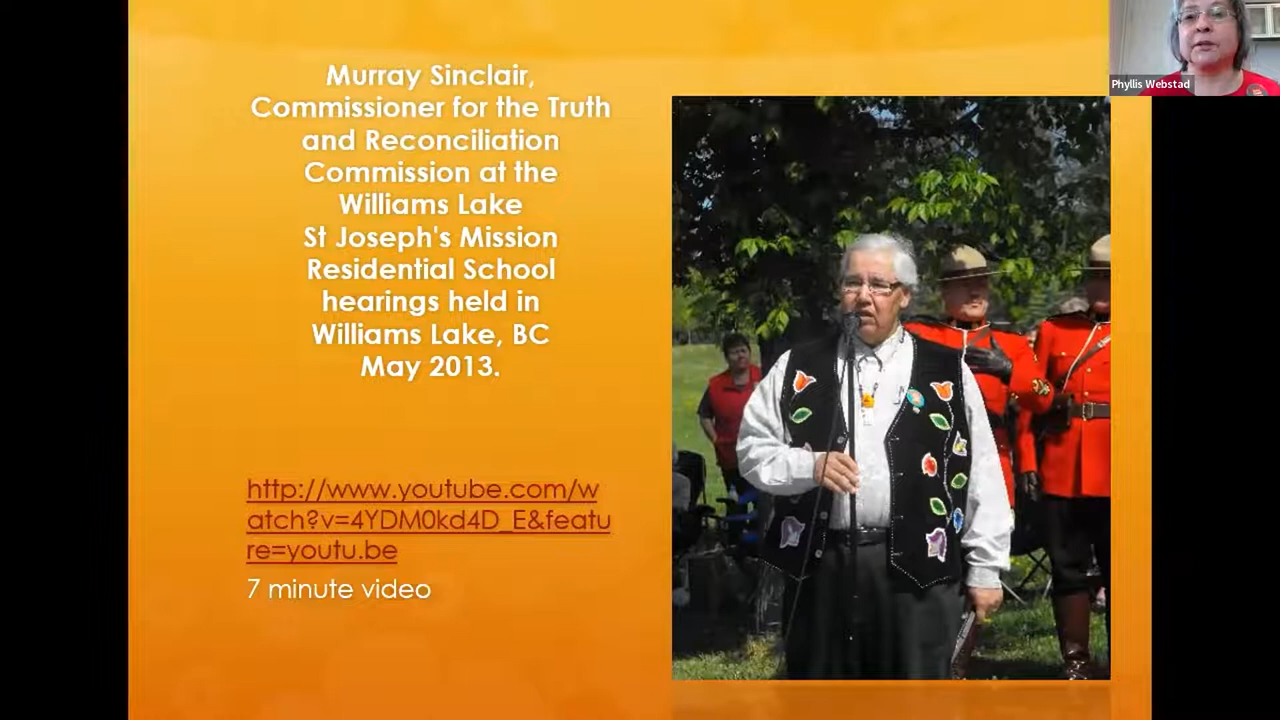 Murray Sinclair,
Commissioner for the Truth
and Reconciliation
Commission at the
Williams Lake
St Joseph's Mission
Residential School
hearings held in
Williams Lake, BC
May 2013.
http://www.youtube.com/w
atch?v=4YDM0kd4D_E&featu
re=youtu.be
7 minute video
Phyllis Webstad